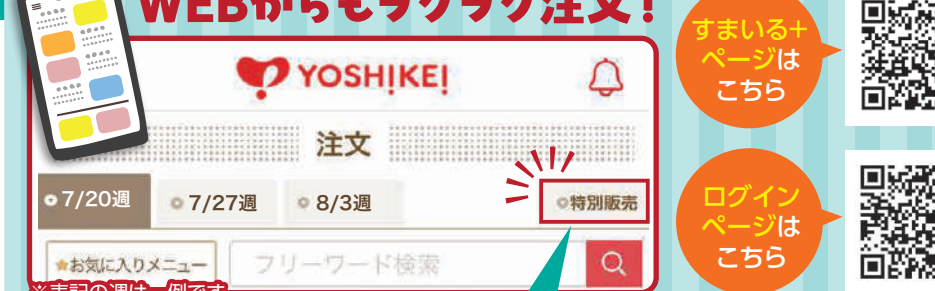 WEBからもラクラク注文！
YOSHIKEI
注文
7/20週
7/27週
8/3週
特別販売
★お気に入りメニュー
フリーワード検索
※表記の週は一例です
すまいる+
ページは
こちら
ログイン
ページは
こちら